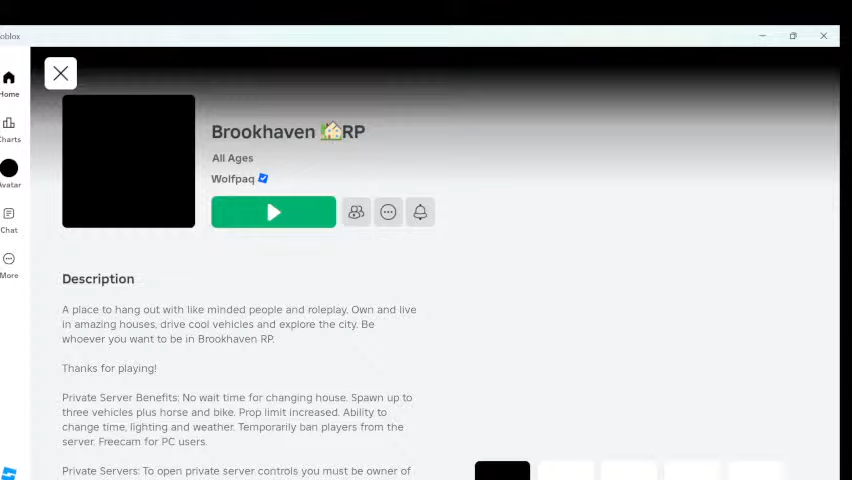 oblox
Home
Charts
Avatar
Chat
More
Brookhaven 🏡RP
All Ages
Wolfpaq
Description
A place to hang out with like minded people and roleplay. Own and live
in amazing houses, drive cool vehicles and explore the city. Be
whoever you want to be in Brookhaven RP.
Thanks for playing!
Private Server Benefits: No wait time for changing house. Spawn up to
three vehicles plus horse and bike. Prop limit increased. Ability to
change time, lighting and weather. Temporarily ban players from the
server. Freecam for PC users.
Private Servers: To open private server controls you must be owner of